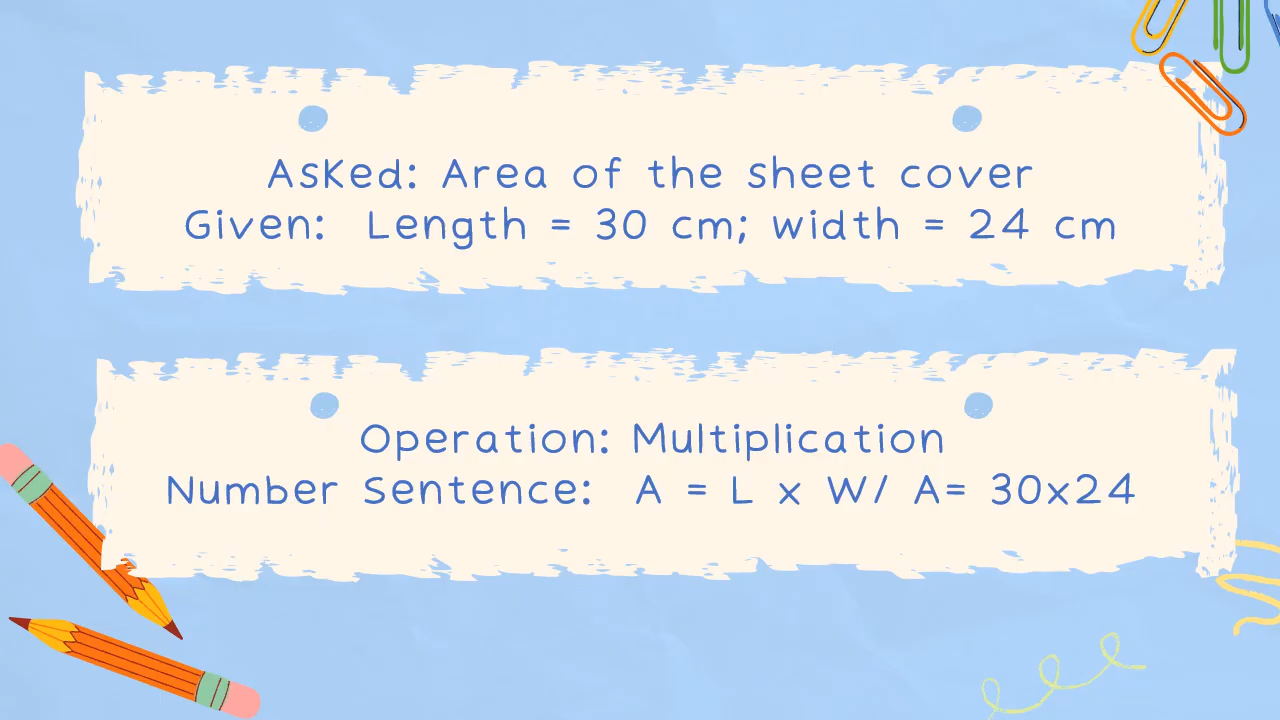 Asked: Area of the sheet cover
Given: Length = 30 cm; width = 24 cm
Operation: Multiplication
Number Sentence: A = L x W/ A= 30x24